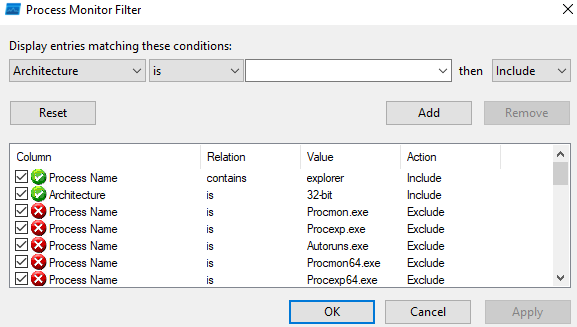 Process Monitor Filter
Display entries matching these conditions:
Architecture is then Include
Reset Add Remove
Column Relation Value Action
Process Name contains explorer Include
Architecture is 32-bit Include
Process Name is Procmon.exe Exclude
Process Name is Procexp.exe Exclude
Process Name is Autoruns.exe Exclude
Process Name is Procmon64.exe Exclude
Process Name is Procexp64.exe Exclude
OK Cancel Apply